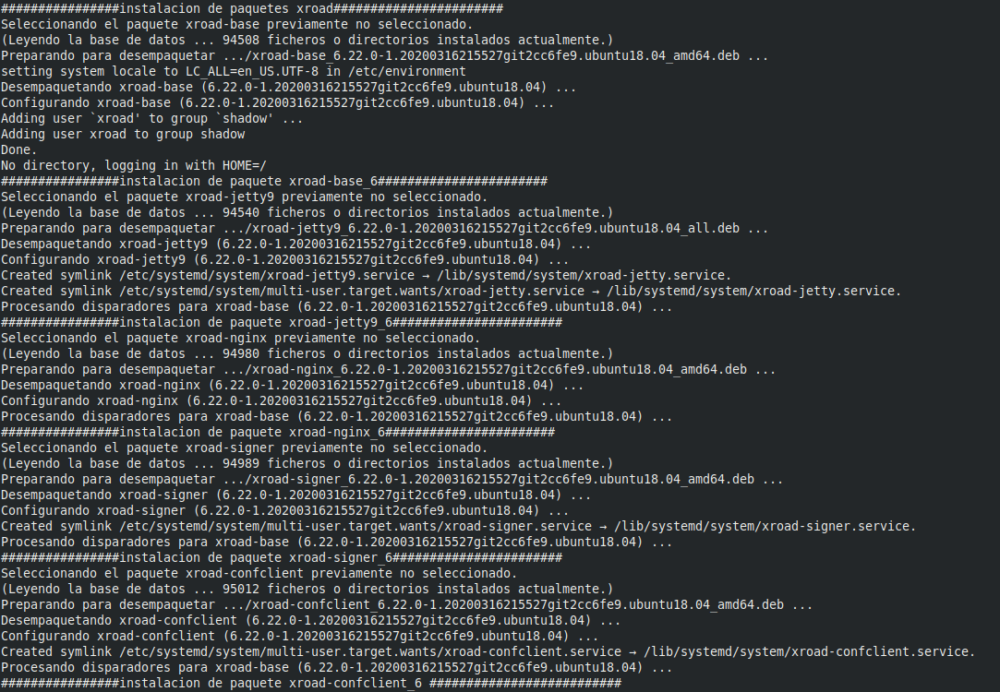 ################instalacion de paquetes xroad#######################
Seleccionando el paquete xroad-base previamente no seleccionado.
(Leyendo la base de datos ... 94508 ficheros o directorios instalados actualmente.)
Preparando para desempaquetar .../xroad-base_6.22.0-1.20200316215527git2cc6fe9.ubuntu18.04_amd64.deb ...
setting system locale to LC_ALL=en_US.UTF-8 in /etc/environment
Desempaquetando xroad-base (6.22.0-1.20200316215527git2cc6fe9.ubuntu18.04) ...
Configurando xroad-base (6.22.0-1.20200316215527git2cc6fe9.ubuntu18.04) ...
Adding user `xroad' to group `shadow' ...
Adding user xroad to group shadow
Done.
No directory, logging in with HOME=/
################instalacion de paquete xroad-base_6#######################
Seleccionando el paquete xroad-jetty9 previamente no seleccionado.
(Leyendo la base de datos ... 94540 ficheros o directorios instalados actualmente.)
Preparando para desempaquetar .../xroad-jetty9_6.22.0-1.20200316215527git2cc6fe9.ubuntu18.04_all.deb ...
Desempaquetando xroad-jetty9 (6.22.0-1.20200316215527git2cc6fe9.ubuntu18.04) ...
Configurando xroad-jetty9 (6.22.0-1.20200316215527git2cc6fe9.ubuntu18.04) ...
Created symlink /etc/systemd/system/xroad-jetty9.service → /lib/systemd/system/xroad-jetty.service.
Created symlink /etc/systemd/system/multi-user.target.wants/xroad-jetty.service → /lib/systemd/system/xroad-jetty.service.
Procesando disparadores para xroad-base (6.22.0-1.20200316215527git2cc6fe9.ubuntu18.04) ...
################instalacion de paquete xroad-jetty9_6#######################
Seleccionando el paquete xroad-nginx previamente no seleccionado.
(Leyendo la base de datos ... 94980 ficheros o directorios instalados actualmente.)
Preparando para desempaquetar .../xroad-nginx_6.22.0-1.20200316215527git2cc6fe9.ubuntu18.04_amd64.deb ...
Desempaquetando xroad-nginx (6.22.0-1.20200316215527git2cc6fe9.ubuntu18.04) ...
Configurando xroad-nginx (6.22.0-1.20200316215527git2cc6fe9.ubuntu18.04) ...
Procesando disparadores para xroad-base (6.22.0-1.20200316215527git2cc6fe9.ubuntu18.04) ...
################instalacion de paquete xroad-nginx_6#######################
Seleccionando el paquete xroad-signer previamente no seleccionado.
(Leyendo la base de datos ... 94989 ficheros o directorios instalados actualmente.)
Preparando para desempaquetar .../xroad-signer_6.22.0-1.20200316215527git2cc6fe9.ubuntu18.04_amd64.deb ...
Desempaquetando xroad-signer (6.22.0-1.20200316215527git2cc6fe9.ubuntu18.04) ...
Configurando xroad-signer (6.22.0-1.20200316215527git2cc6fe9.ubuntu18.04) ...
Created symlink /etc/systemd/system/multi-user.target.wants/xroad-signer.service → /lib/systemd/system/xroad-signer.service.
Procesando disparadores para xroad-base (6.22.0-1.20200316215527git2cc6fe9.ubuntu18.04) ...
################instalacion de paquete xroad-signer_6#######################
Seleccionando el paquete xroad-confclient previamente no seleccionado.
(Leyendo la base de datos ... 95012 ficheros o directorios instalados actualmente.)
Preparando para desempaquetar .../xroad-confclient_6.22.0-1.20200316215527git2cc6fe9.ubuntu18.04_amd64.deb ...
Desempaquetando xroad-confclient (6.22.0-1.20200316215527git2cc6fe9.ubuntu18.04) ...
Configurando xroad-confclient (6.22.0-1.20200316215527git2cc6fe9.ubuntu18.04) ...
Created symlink /etc/systemd/system/multi-user.target.wants/xroad-confclient.service → /lib/systemd/system/xroad-confclient.service.
Procesando disparadores para xroad-base (6.22.0-1.20200316215527git2cc6fe9.ubuntu18.04) ...
################instalacion de paquete xroad-confclient_6 ##########################